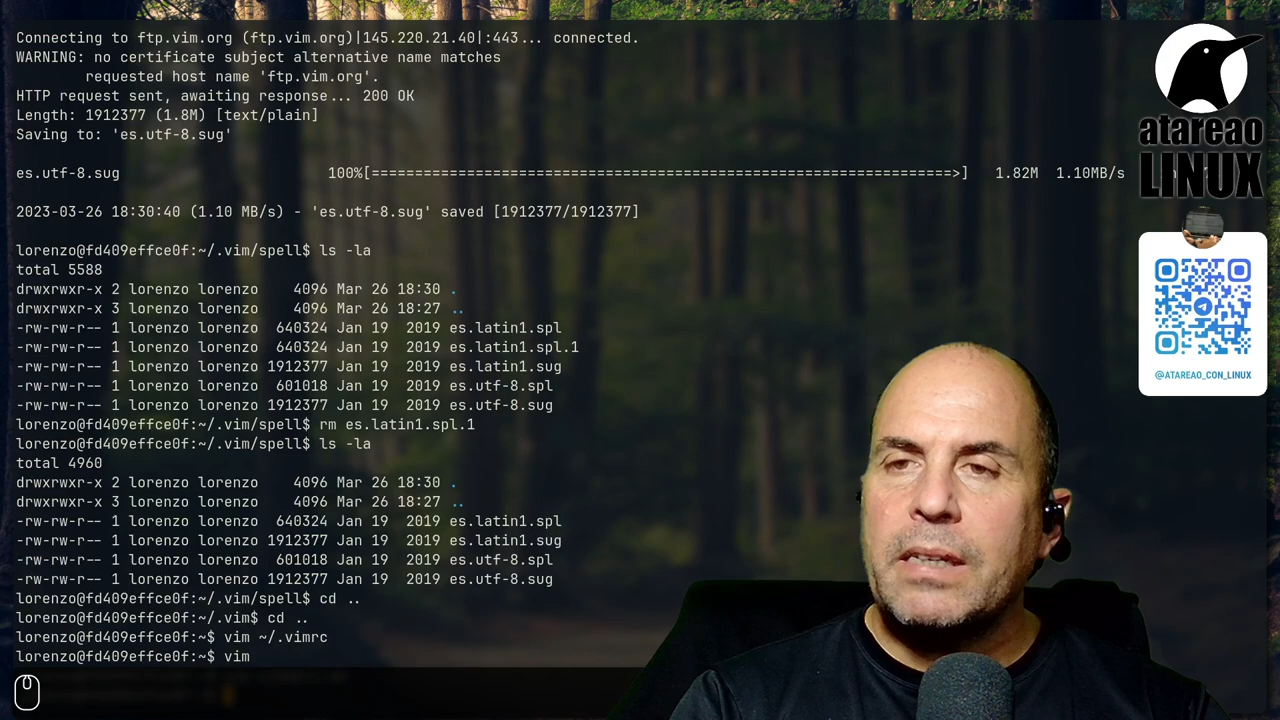 Connecting to ftp.vim.org (ftp.vim.org)|145.220.21.40|:443... connected.
WARNING: no certificate subject alternative name matches
        requested host name 'ftp.vim.org'.
HTTP request sent, awaiting response... 200 OK
Length: 1912377 (1.8M) [text/plain]
Saving to: 'es.utf-8.sug'
es.utf-8.sug                        100%[===================================================================>]   1.82M  1.10MB/s
2023-03-26 18:30:40 (1.10 MB/s) - 'es.utf-8.sug' saved [1912377/1912377]
lorenzo@fd409effce0f:~/.vim/spell$ ls -la
total 5588
drwxrwxr-x 2 lorenzo lorenzo    4096 Mar 26 18:30 .
drwxrwxr-x 3 lorenzo lorenzo    4096 Mar 26 18:27 ..
-rw-rw-r-- 1 lorenzo lorenzo  640324 Jan 19  2019 es.latin1.spl
-rw-rw-r-- 1 lorenzo lorenzo  640324 Jan 19  2019 es.latin1.spl.1
-rw-rw-r-- 1 lorenzo lorenzo 1912377 Jan 19  2019 es.latin1.sug
-rw-rw-r-- 1 lorenzo lorenzo  601018 Jan 19  2019 es.utf-8.spl
-rw-rw-r-- 1 lorenzo lorenzo 1912377 Jan 19  2019 es.utf-8.sug
lorenzo@fd409effce0f:~/.vim/spell$ rm es.latin1.spl.1
lorenzo@fd409effce0f:~/.vim/spell$ ls -la
total 4960
drwxrwxr-x 2 lorenzo lorenzo    4096 Mar 26 18:30 .
drwxrwxr-x 3 lorenzo lorenzo    4096 Mar 26 18:27 ..
-rw-rw-r-- 1 lorenzo lorenzo  640324 Jan 19  2019 es.latin1.spl
-rw-rw-r-- 1 lorenzo lorenzo 1912377 Jan 19  2019 es.latin1.sug
-rw-rw-r-- 1 lorenzo lorenzo  601018 Jan 19  2019 es.utf-8.spl
-rw-rw-r-- 1 lorenzo lorenzo 1912377 Jan 19  2019 es.utf-8.sug
lorenzo@fd409effce0f:~/.vim/spell$ cd ..
lorenzo@fd409effce0f:~/.vim$ cd ..
lorenzo@fd409effce0f:~$ vim ~/.vimrc
lorenzo@fd409effce0f:~$ vim
atareao
LINUX
@ATAREAO_CON_LINUX